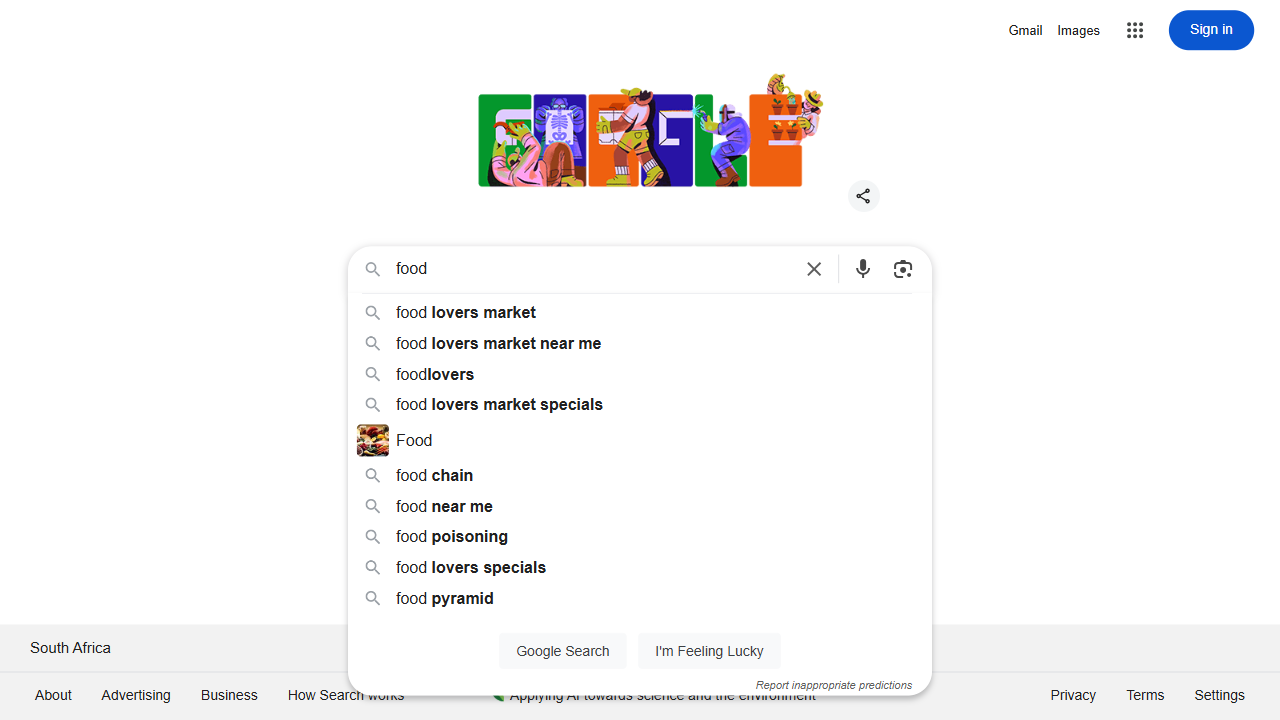 Gmail Images Sign in
GOOGLE
food
food lovers market
food lovers market near me
foodlovers
food lovers market specials
Food
food chain
food near me
food poisoning
food lovers specials
food pyramid
Google Search I'm Feeling Lucky
Report inappropriate predictions
South Africa
About Advertising Business How Search works Applying AI towards science and the environment Privacy Terms Settings